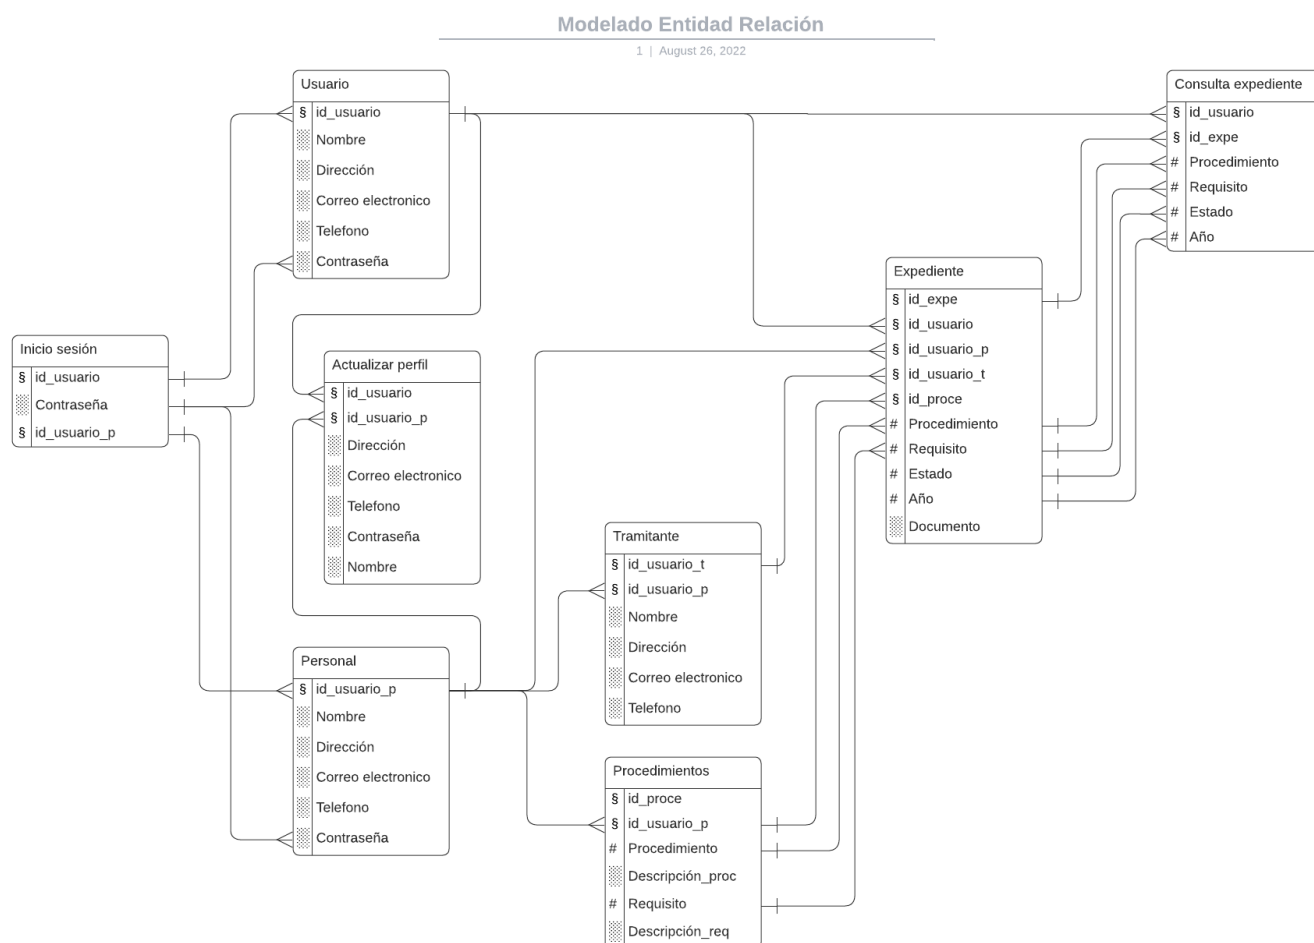 Modelado Entidad Relación
1 | August 26, 2022
Usuario
§ id_usuario
Nombre
Dirección
Correo electronico
Telefono
Contraseña
Consulta expediente
§ id_usuario
§ id_expe
# Procedimiento
# Requisito
# Estado
# Año
Expediente
§ id_expe
§ id_usuario
§ id_usuario_p
§ id_usuario_t
§ id_proce
# Procedimiento
# Requisito
# Estado
# Año
Documento
Inicio sesión
§ id_usuario
Contraseña
§ id_usuario_p
Actualizar perfil
§ id_usuario
§ id_usuario_p
Dirección
Correo electronico
Telefono
Contraseña
Nombre
Tramitante
§ id_usuario_t
§ id_usuario_p
Nombre
Dirección
Correo electronico
Telefono
Personal
§ id_usuario_p
Nombre
Dirección
Correo electronico
Telefono
Contraseña
Procedimientos
§ id_proce
§ id_usuario_p
# Procedimiento
Descripción_proc
# Requisito
Descripción_req